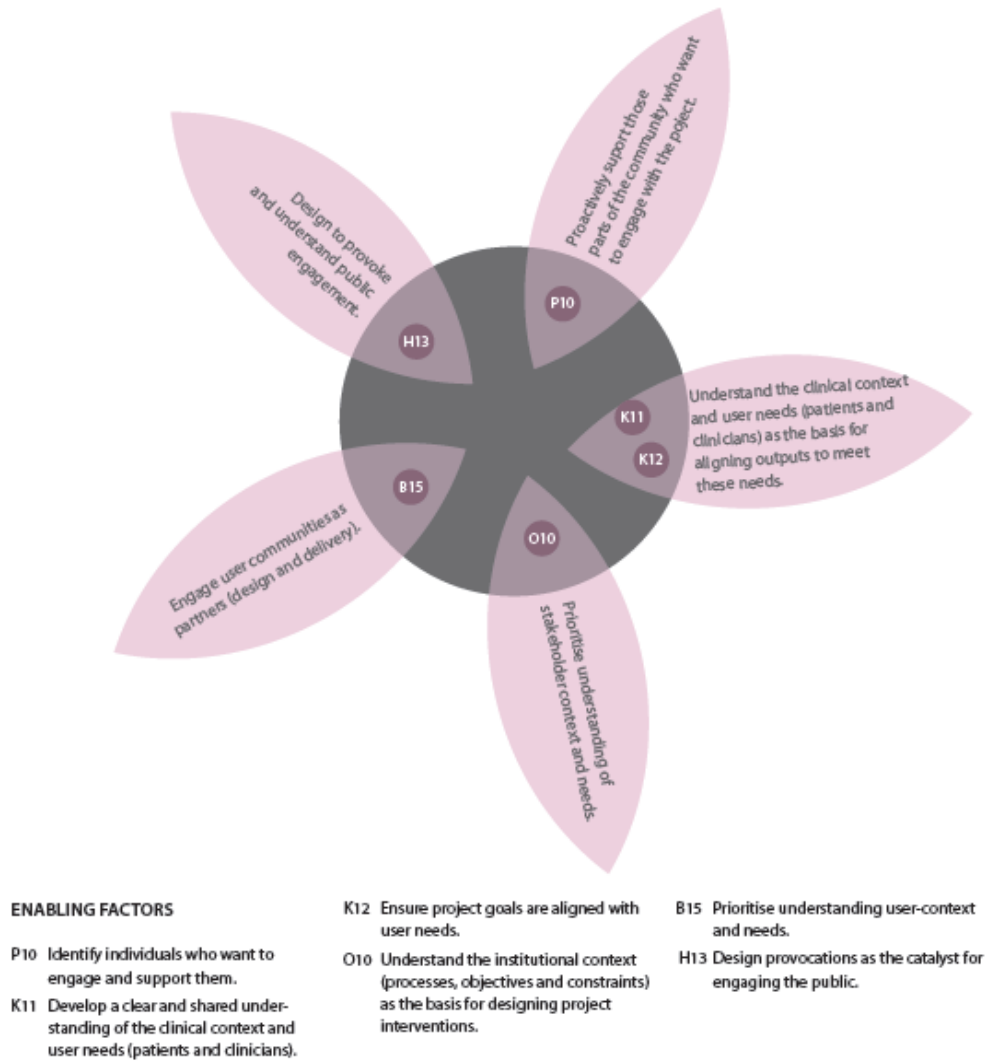 Proactively suport those
parts of the community who want
to engage with the poject.
P10
Design to provoke
and understand public
engagement.
H13
Understand the clinical context
and user needs (patients and
clinicians) as the basis for
aligning outputs to meet
these needs.
K11
K12
B15
Engage user communities as
partners (design and delivery).
O10
Prioritise understanding of
stakeholder context and needs.
ENABLING FACTORS
P10 Identify individuals who want to
engage and support them.
K11 Develop a clear and shared under-
standing of the clinical context and
user needs (patients and clinicians).
K12 Ensure project goals are aligned with
user needs.
O10 Understand the institutional context
(processes, objectives and constraints)
as the basis for designing project
interventions.
B15 Prioritise understanding user-context
and needs.
H13 Design provocations as the catalyst for
engaging the public.